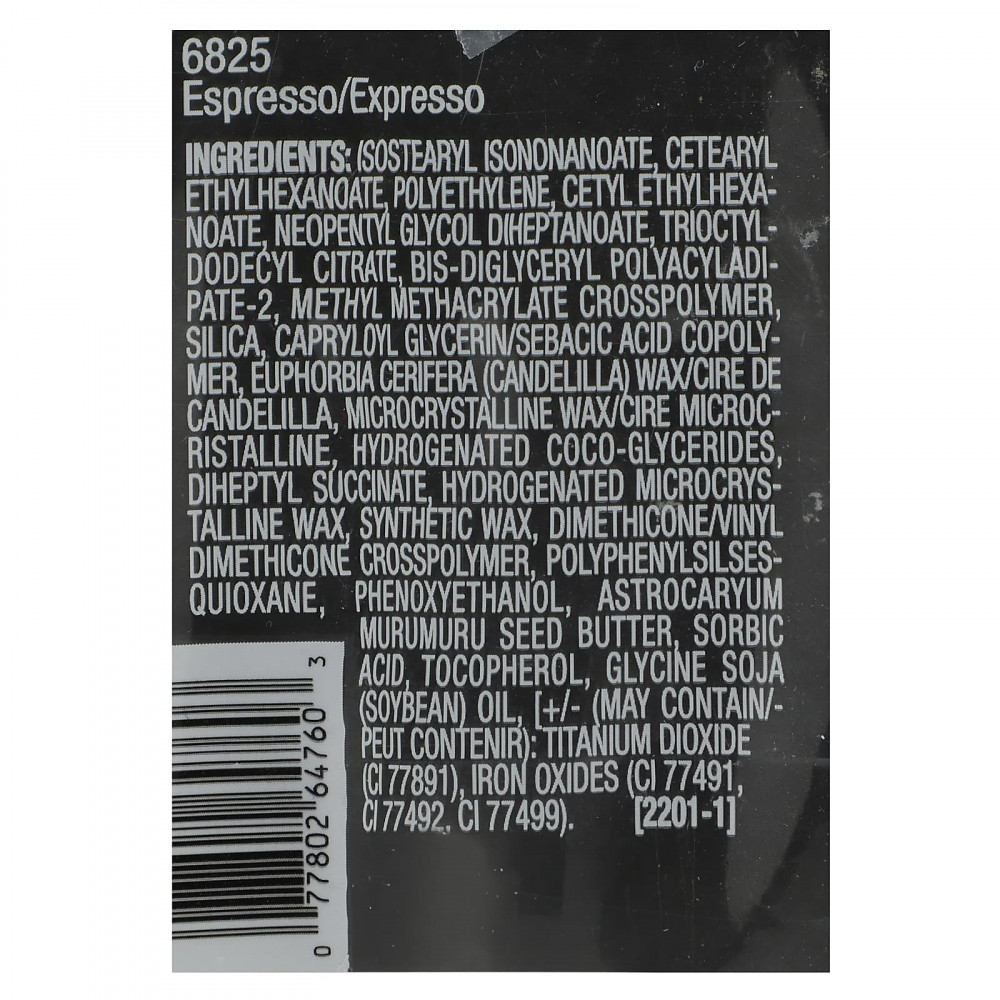 6825
Espresso/Expresso
INGREDIENTS: ISOSTEARYL ISONONANOATE, CETEARYL
ETHYLHEXANOATE, POLYETHYLENE, CETYL ETHYLHEXA-
NOATE, NEOPENTYL GLYCOL DIHEPTANOATE, TRIOCTYL-
DODECYL CITRATE, BIS-DIGLYCERYL POLYACYLADI-
PATE-2, METHYL METHACRYLATE CROSSPOLYMER,
SILICA, CAPRYLOYL GLYCERIN/SEBACIC ACID COPOLY-
MER, EUPHORBIA CERIFERA (CANDELILLA) WAX/CIRE DE
CANDELILLA, MICROCRYSTALLINE WAX/CIRE MICROC-
RISTALLINE, HYDROGENATED COCO-GLYCERIDES,
DIHEPTYL SUCCINATE, HYDROGENATED MICROCRYS-
TALLINE WAX, SYNTHETIC WAX, DIMETHICONE/VINYL
DIMETHICONE CROSSPOLYMER, POLYPHENYLSILSES-
QUIOXANE, PHENOXYETHANOL, ASTROCARYUM
MURUMURU SEED BUTTER, SORBIC
ACID, TOCOPHEROL, GLYCINE SOJA
(SOYBEAN) OIL, [+/- (MAY CONTAIN/-
PEUT CONTENIR): TITANIUM DIOXIDE
(CI 77891), IRON OXIDES (CI 77491,
CI 77492, CI 77499). [2201-1]
0 77802 64760 3